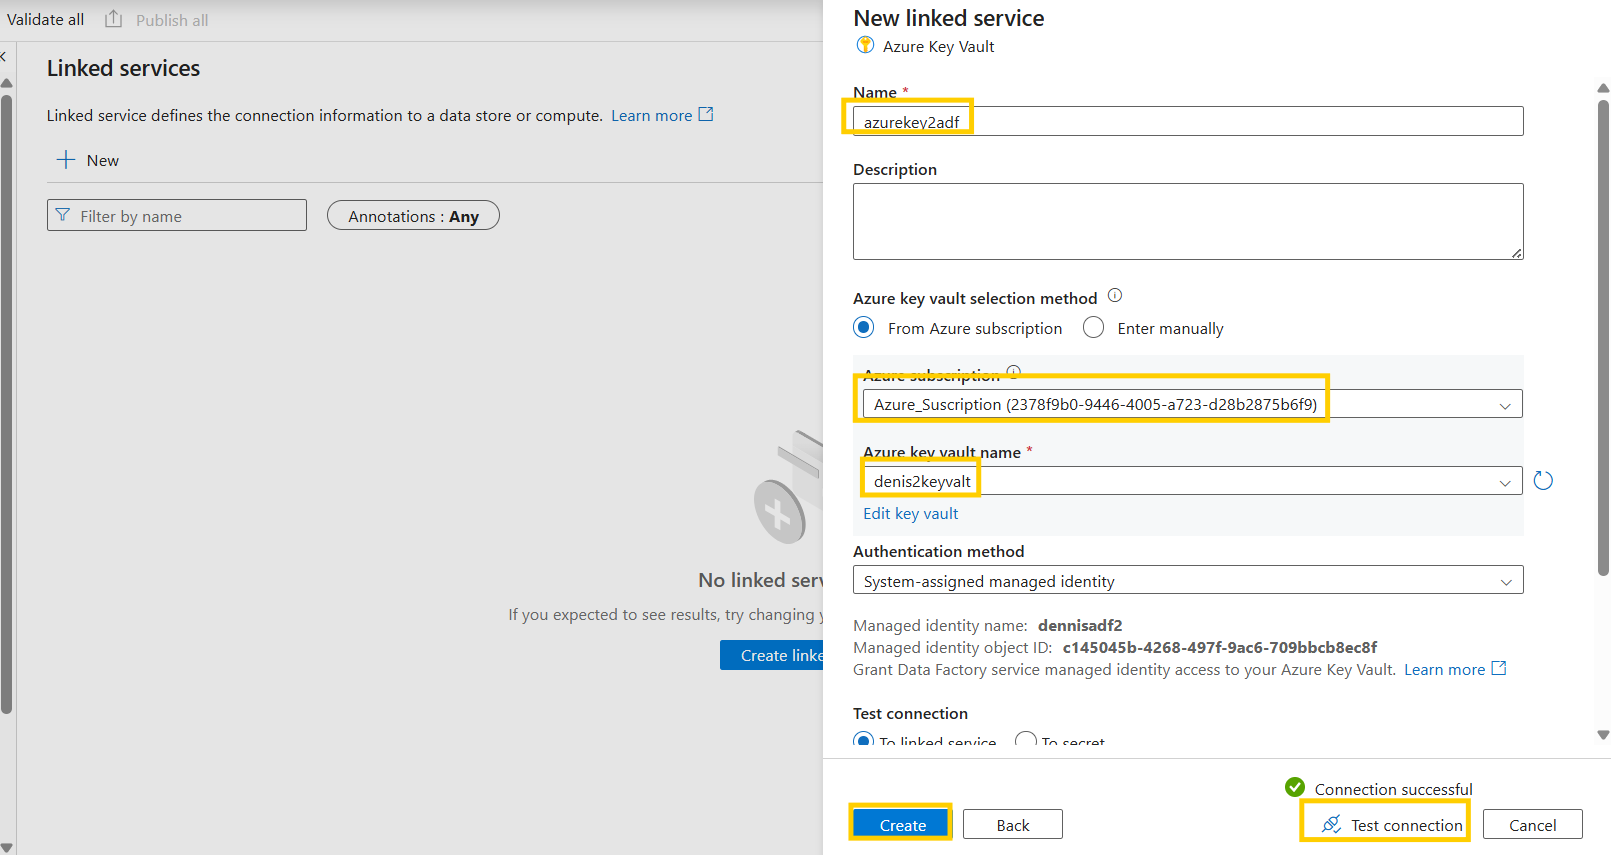 Validate all
Publish all
Linked services
Linked service defines the connection information to a data store or compute. Learn more
New
Filter by name
Annotations : Any
No linked serv
If you expected to see results, try changing y
Create linke
New linked service
Azure Key Vault
Name *
azurekey2adf
Description
Azure key vault selection method
From Azure subscription
Enter manually
Azure subscription
Azure_Suscription (2378f9b0-9446-4005-a723-d28b2875b6f9)
Azure key vault name *
denis2keyvalt
Edit key vault
Authentication method
System-assigned managed identity
Managed identity name: dennisadf2
Managed identity object ID: c145045b-4268-497f-9ac6-709bbcb8ec8f
Grant Data Factory service managed identity access to your Azure Key Vault. Learn more
Test connection
To linked service
To secret
Connection successful
Create
Back
Test connection
Cancel